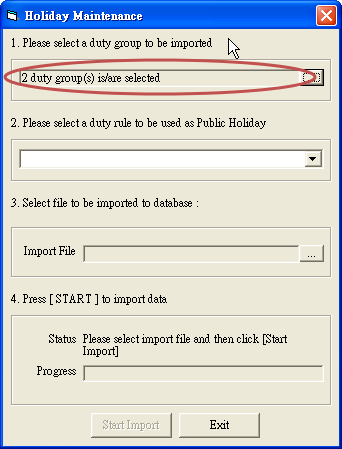 Holiday Maintenance
1. Please select a duty group to be imported
2 duty group(s) is/are selected
...
2. Please select a duty rule to be used as Public Holiday
3. Select file to be imported to database :
Import File
...
4. Press [ START ] to import data
Status
Please select import file and then click [Start
Import]
Progress
Start Import
Exit